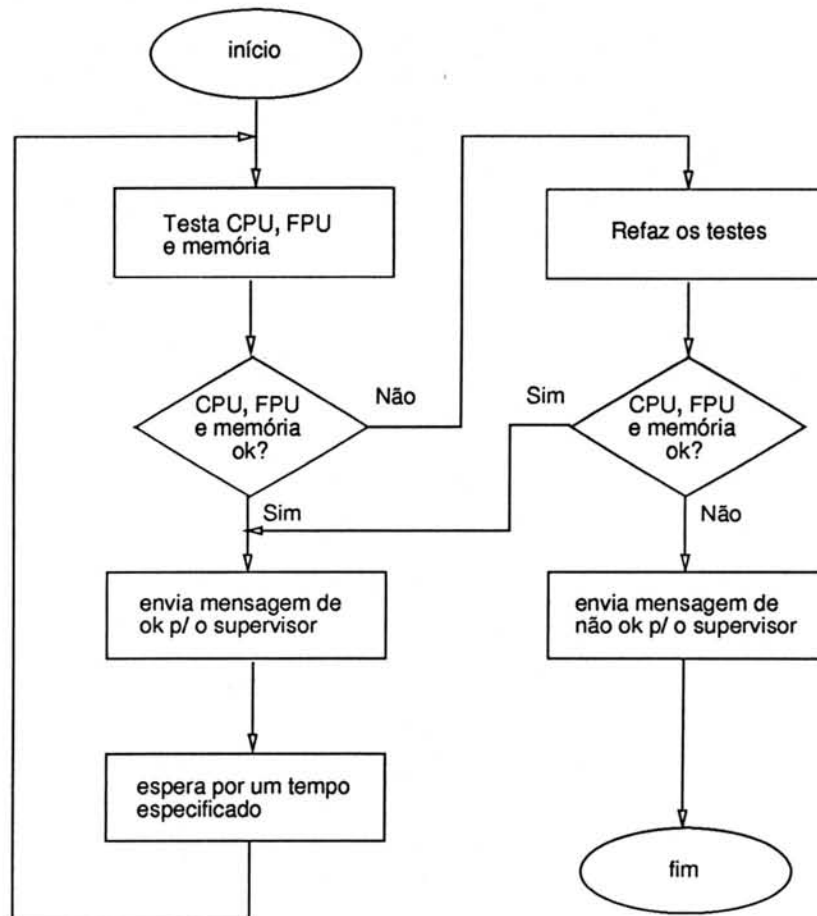 início
Testa CPU, FPU
e memória
Refaz os testes
CPU, FPU
e memória
ok?
Não
Sim
CPU, FPU
e memória
ok?
Sim
Não
envia mensagem de
ok p/ o supervisor
envia mensagem de
não ok p/ o supervisor
espera por um tempo
especificado
fim